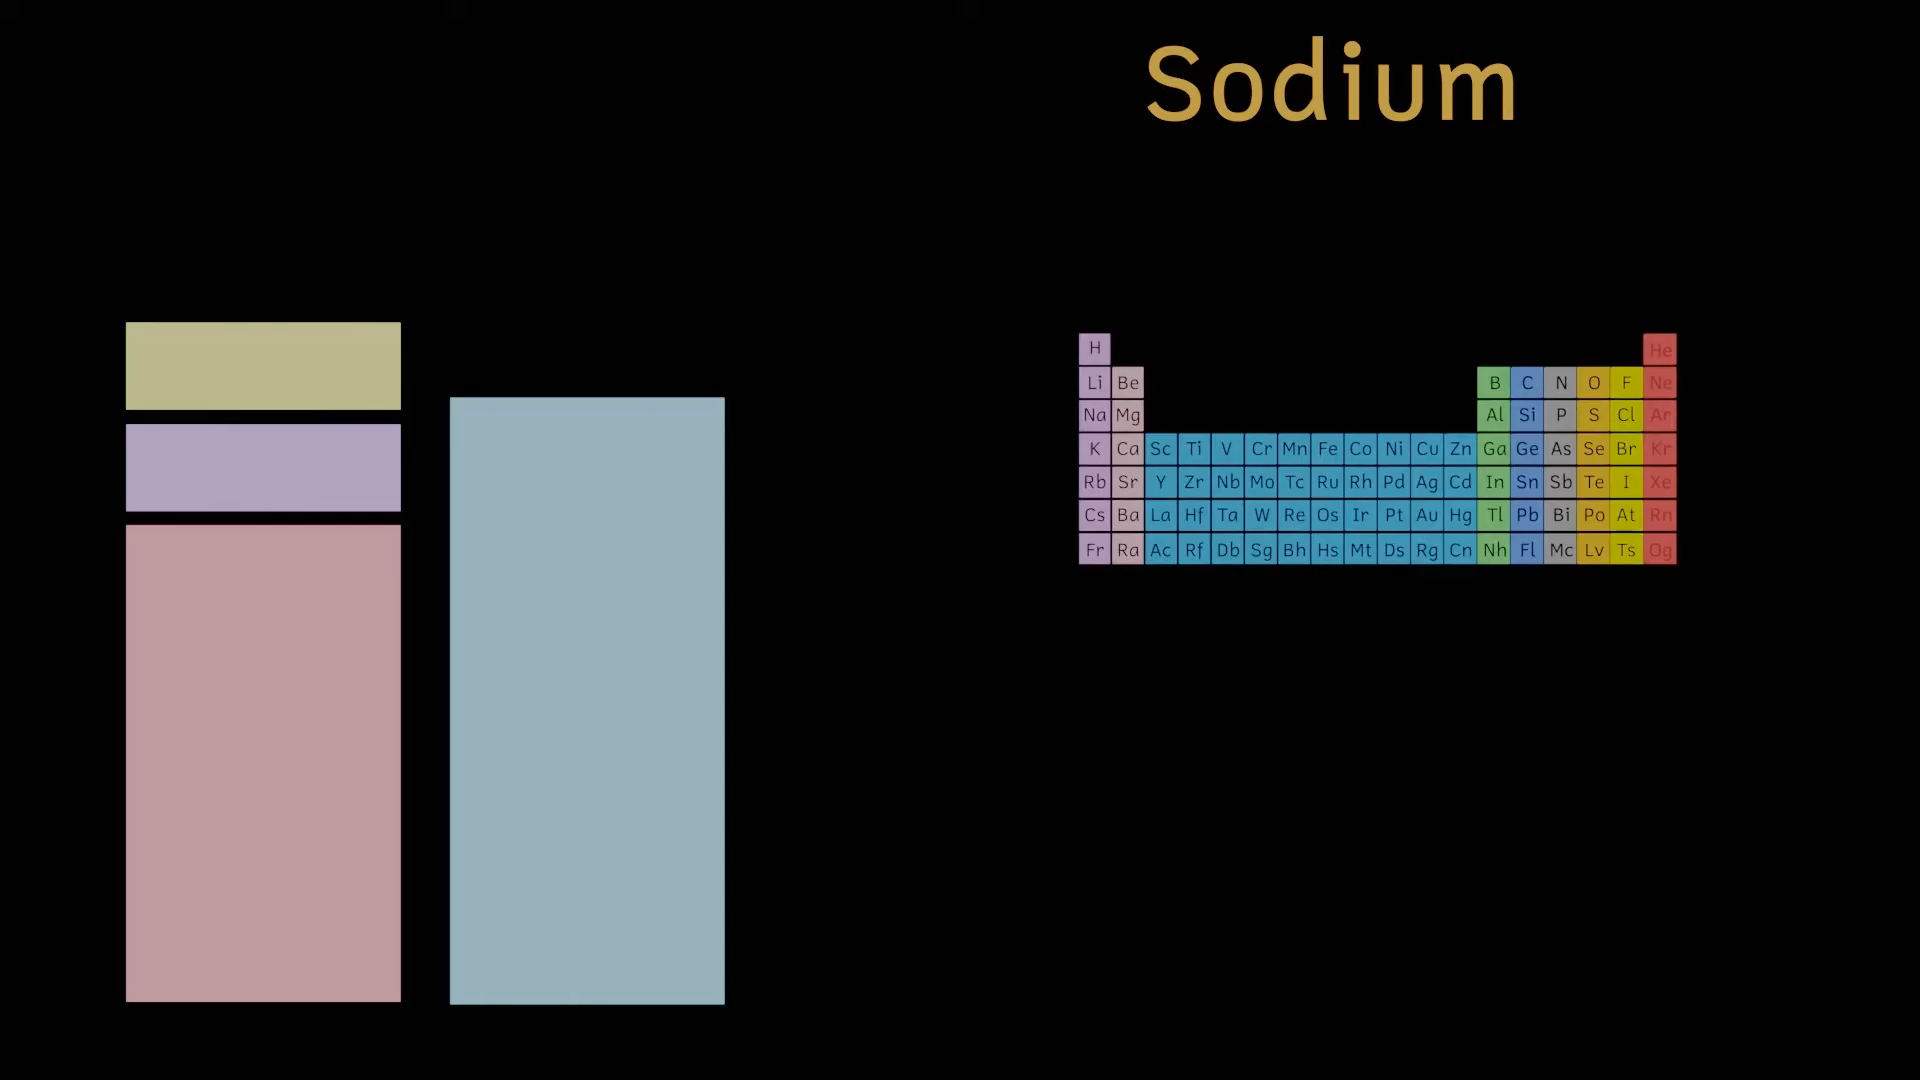 Sodium
H He
Li Be B C N O F Ne
Na Mg Al Si P S Cl Ar
K Ca Sc Ti V Cr Mn Fe Co Ni Cu Zn Ga Ge As Se Br Kr
Rb Sr Y Zr Nb Mo Tc Ru Rh Pd Ag Cd In Sn Sb Te I Xe
Cs Ba La Hf Ta W Re Os Ir Pt Au Hg Tl Pb Bi Po At Rn
Fr Ra Ac Rf Db Sg Bh Hs Mt Ds Rg Cn Nh Fl Mc Lv Ts Og